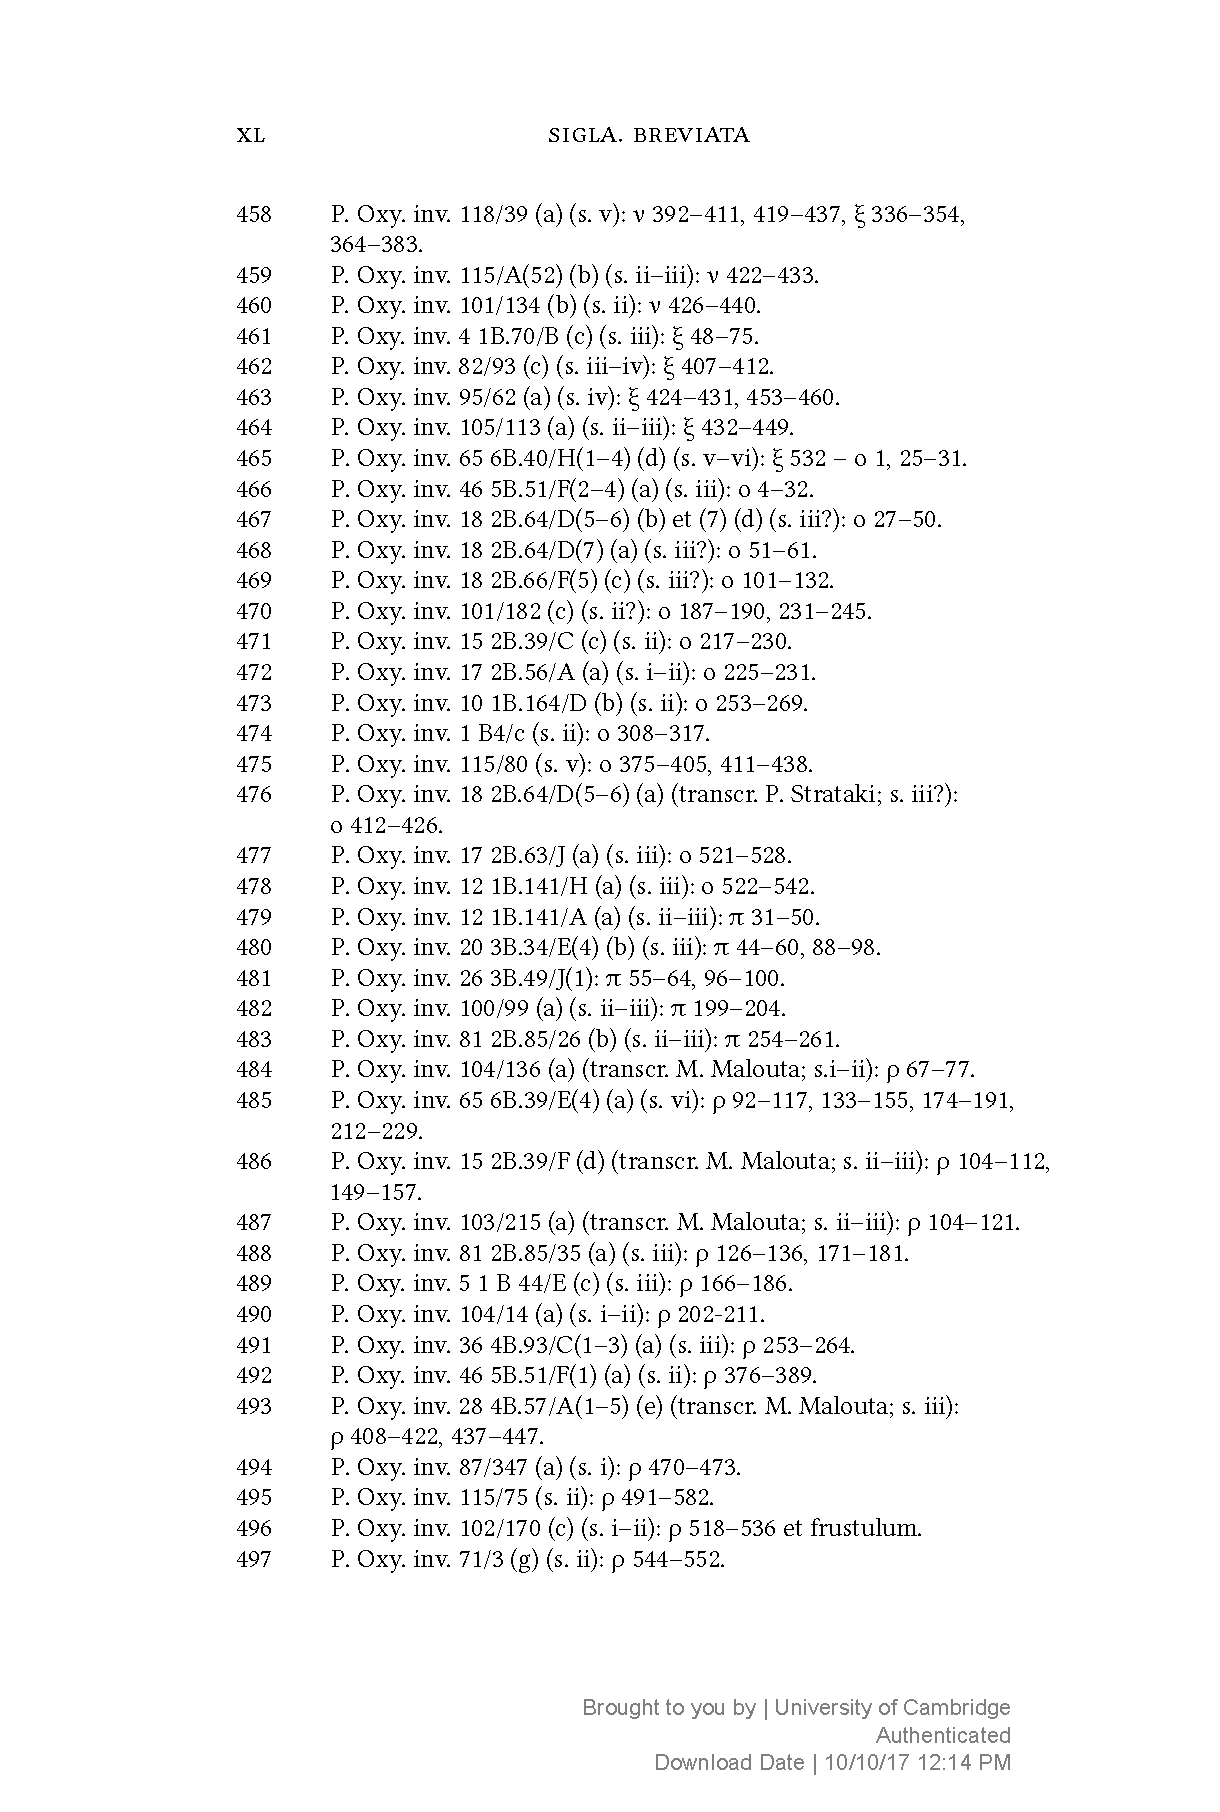 XL SIGLA. BREVIATA
458 P. Oxy. inv. 118/39 (a) (s. v): ν 392–411, 419–437, ξ 336–354,
364–383.
459 P. Oxy. inv. 115/A(52) (b) (s. ii–iii): ν 422–433.
460 P. Oxy. inv. 101/134 (b) (s. ii): ν 426–440.
461 P. Oxy. inv. 4 1B.70/B (c) (s. iii): ξ 48–75.
462 P. Oxy. inv. 82/93 (c) (s. iii–iv): ξ 407–412.
463 P. Oxy. inv. 95/62 (a) (s. iv): ξ 424–431, 453–460.
464 P. Oxy. inv. 105/113 (a) (s. ii–iii): ξ 432–449.
465 P. Oxy. inv. 65 6B.40/H(1–4) (d) (s. v–vi): ξ 532 – ο 1, 25–31.
466 P. Oxy. inv. 46 5B.51/F(2–4) (a) (s. iii): ο 4–32.
467 P. Oxy. inv. 18 2B.64/D(5–6) (b) et (7) (d) (s. iii?): ο 27–50.
468 P. Oxy. inv. 18 2B.64/D(7) (a) (s. iii?): ο 51–61.
469 P. Oxy. inv. 18 2B.66/F(5) (c) (s. iii?): ο 101–132.
470 P. Oxy. inv. 101/182 (c) (s. ii?): ο 187–190, 231–245.
471 P. Oxy. inv. 15 2B.39/C (c) (s. ii): ο 217–230.
472 P. Oxy. inv. 17 2B.56/A (a) (s. i–ii): ο 225–231.
473 P. Oxy. inv. 10 1B.164/D (b) (s. ii): ο 253–269.
474 P. Oxy. inv. 1 B4/c (s. ii): ο 308–317.
475 P. Oxy. inv. 115/80 (s. v): ο 375–405, 411–438.
476 P. Oxy. inv. 18 2B.64/D(5–6) (a) (transcr. P. Strataki; s. iii?):
ο 412–426.
477 P. Oxy. inv. 17 2B.63/J (a) (s. iii): ο 521–528.
478 P. Oxy. inv. 12 1B.141/H (a) (s. iii): ο 522–542.
479 P. Oxy. inv. 12 1B.141/A (a) (s. ii–iii): π 31–50.
480 P. Oxy. inv. 20 3B.34/E(4) (b) (s. iii): π 44–60, 88–98.
481 P. Oxy. inv. 26 3B.49/J(1): π 55–64, 96–100.
482 P. Oxy. inv. 100/99 (a) (s. ii–iii): π 199–204.
483 P. Oxy. inv. 81 2B.85/26 (b) (s. ii–iii): π 254–261.
484 P. Oxy. inv. 104/136 (a) (transcr. M. Malouta; s.i–ii): ρ 67–77.
485 P. Oxy. inv. 65 6B.39/E(4) (a) (s. vi): ρ 92–117, 133–155, 174–191,
212–229.
486 P. Oxy. inv. 15 2B.39/F (d) (transcr. M. Malouta; s. ii–iii): ρ 104–112,
149–157.
487 P. Oxy. inv. 103/215 (a) (transcr. M. Malouta; s. ii–iii): ρ 104–121.
488 P. Oxy. inv. 81 2B.85/35 (a) (s. iii): ρ 126–136, 171–181.
489 P. Oxy. inv. 5 1 B 44/E (c) (s. iii): ρ 166–186.
490 P. Oxy. inv. 104/14 (a) (s. i–ii): ρ 202-211.
491 P. Oxy. inv. 36 4B.93/C(1–3) (a) (s. iii): ρ 253–264.
492 P. Oxy. inv. 46 5B.51/F(1) (a) (s. ii): ρ 376–389.
493 P. Oxy. inv. 28 4B.57/A(1–5) (e) (transcr. M. Malouta; s. iii):
ρ 408–422, 437–447.
494 P. Oxy. inv. 87/347 (a) (s. i): ρ 470–473.
495 P. Oxy. inv. 115/75 (s. ii): ρ 491–582.
496 P. Oxy. inv. 102/170 (c) (s. i–ii): ρ 518–536 et frustulum.
497 P. Oxy. inv. 71/3 (g) (s. ii): ρ 544–552.
Brought to you by | University of Cambridge
Authenticated
Download Date | 10/10/17 12:14 PM